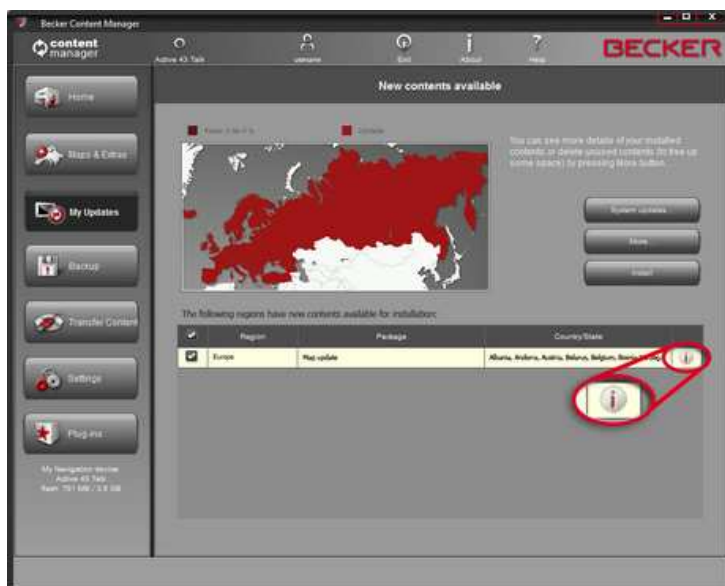 Becker Content Manager
content
manager
Active 43 Talk
username
Exit
About
Help
BECKER
New contents available
Home
Maps & Extras
My Updates
Backup
Transfer Content
Settings
Plug-ins
Update
You can see more details of your installed
contents or delete unused contents (to free up
some space) by pressing More button.
System updates...
More
Install
The following regions have new contents available for installation:
Region
Package
Country/State
Europe
Map update
Albania, Andorra, Austria, Belarus, Belgium,
My Navigation device
Active 43 Talk